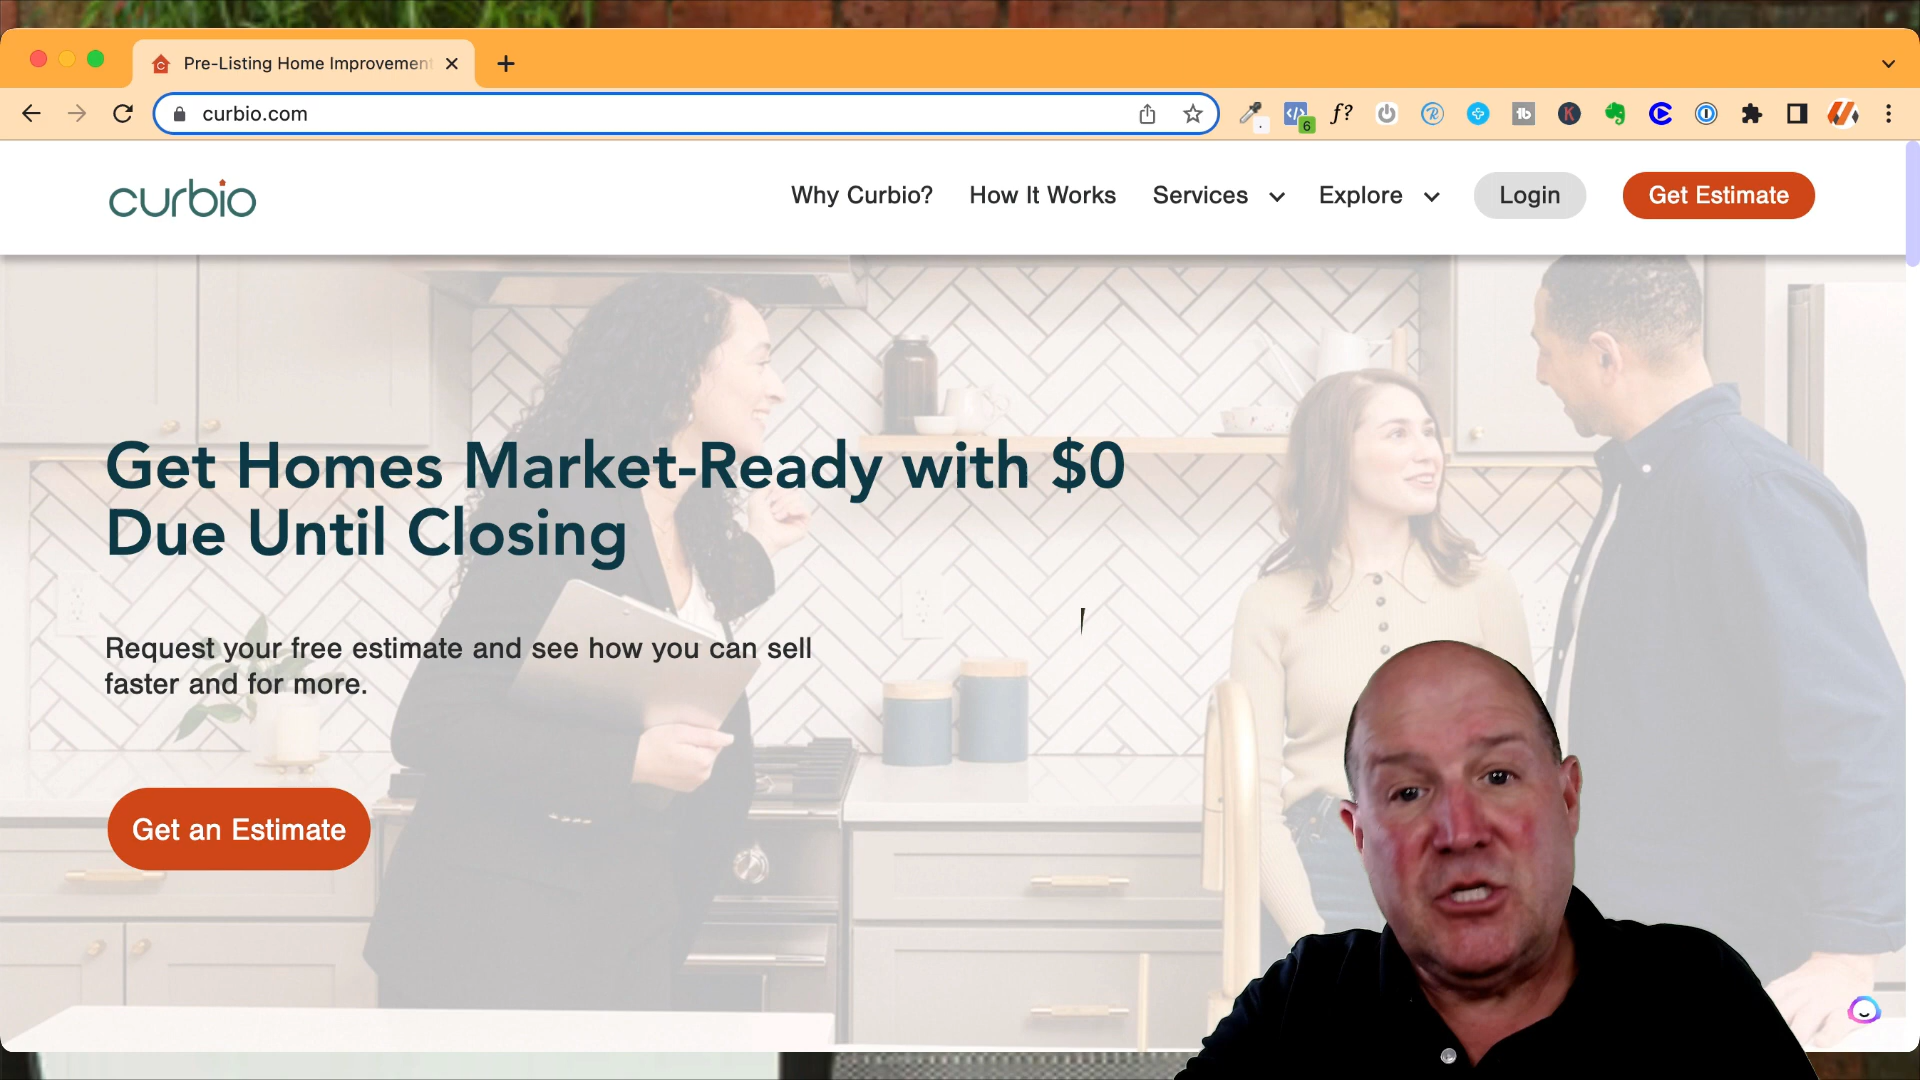 Pre-Listing Home Improvement
curbio.com
</>
6
f?
R
tb
K
curbio
Why Curbio?
How It Works
Services
Explore
Login
Get Estimate
Get Homes Market-Ready with $0
Due Until Closing
Request your free estimate and see how you can sell
faster and for more.
Get an Estimate